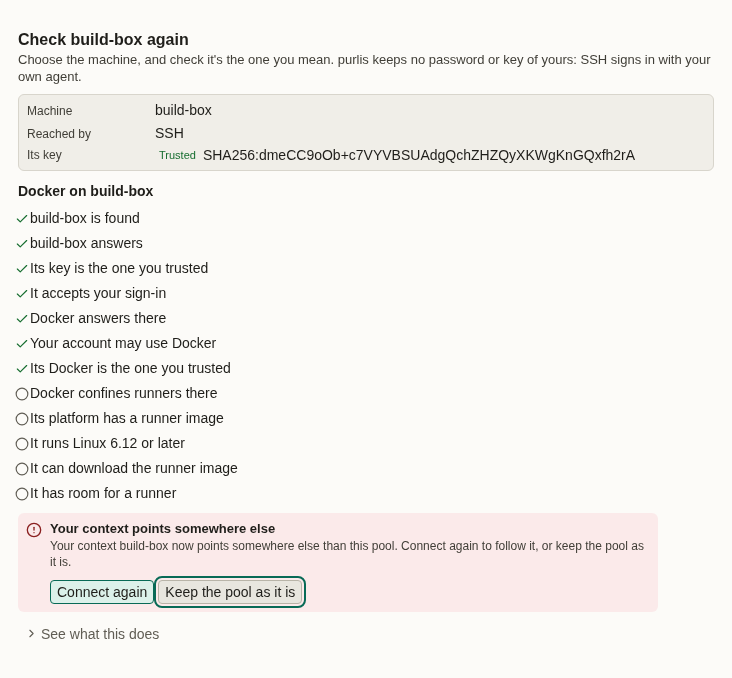 Check build-box again
Choose the machine, and check it's the one you mean. purlis keeps no password or key of yours: SSH signs in with your
own agent.
Machine build-box
Reached by SSH
Its key Trusted SHA256:dmeCC9oOb+c7VYVBSUAdgQchZHZQyXKWgKnGQxfh2rA
Docker on build-box
build-box is found
build-box answers
Its key is the one you trusted
It accepts your sign-in
Docker answers there
Your account may use Docker
Its Docker is the one you trusted
Docker confines runners there
Its platform has a runner image
It runs Linux 6.12 or later
It can download the runner image
It has room for a runner
Your context points somewhere else
Your context build-box now points somewhere else than this pool. Connect again to follow it, or keep the pool as
it is.
Connect again Keep the pool as it is
See what this does